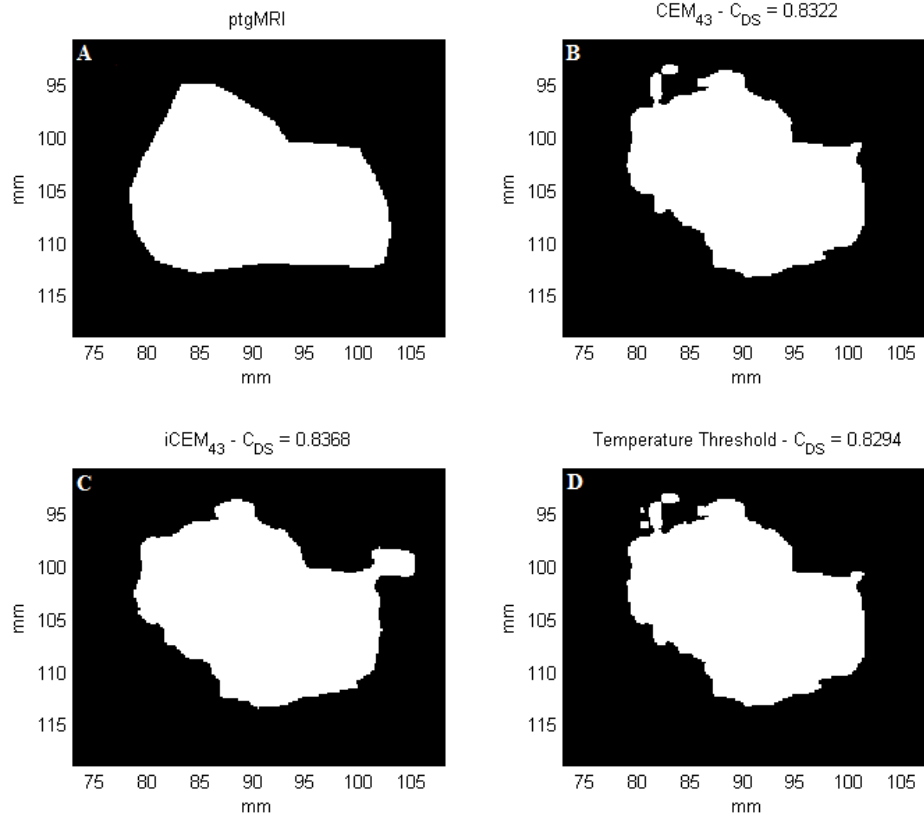 ptgMRI
A
95
100
105
110
115
mm
75 80 85 90 95 100 105
mm
CEM43 - CDS = 0.8322
B
95
100
105
110
115
mm
75 80 85 90 95 100 105
mm
iCEM43 - CDS = 0.8368
C
95
100
105
110
115
mm
75 80 85 90 95 100 105
mm
Temperature Threshold - CDS = 0.8294
D
95
100
105
110
115
mm
75 80 85 90 95 100 105
mm